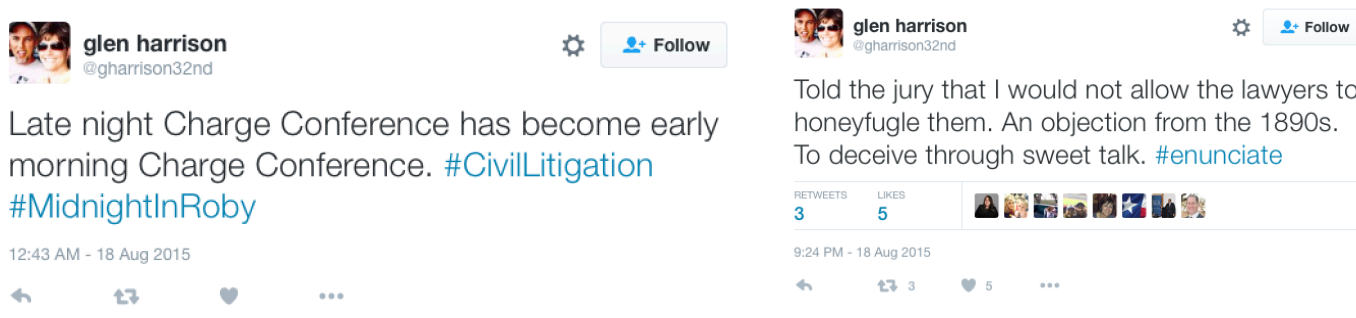 glen harrison
@gharrison32nd
Follow
Late night Charge Conference has become early
morning Charge Conference. #CivilLitigation
#MidnightInRoby
12:43 AM - 18 Aug 2015
glen harrison
@gharrison32nd
Follow
Told the jury that I would not allow the lawyers to
honeyfugle them. An objection from the 1890s.
To deceive through sweet talk. #enunciate
RETWEETS LIKES
3 5
9:24 PM - 18 Aug 2015
3 5